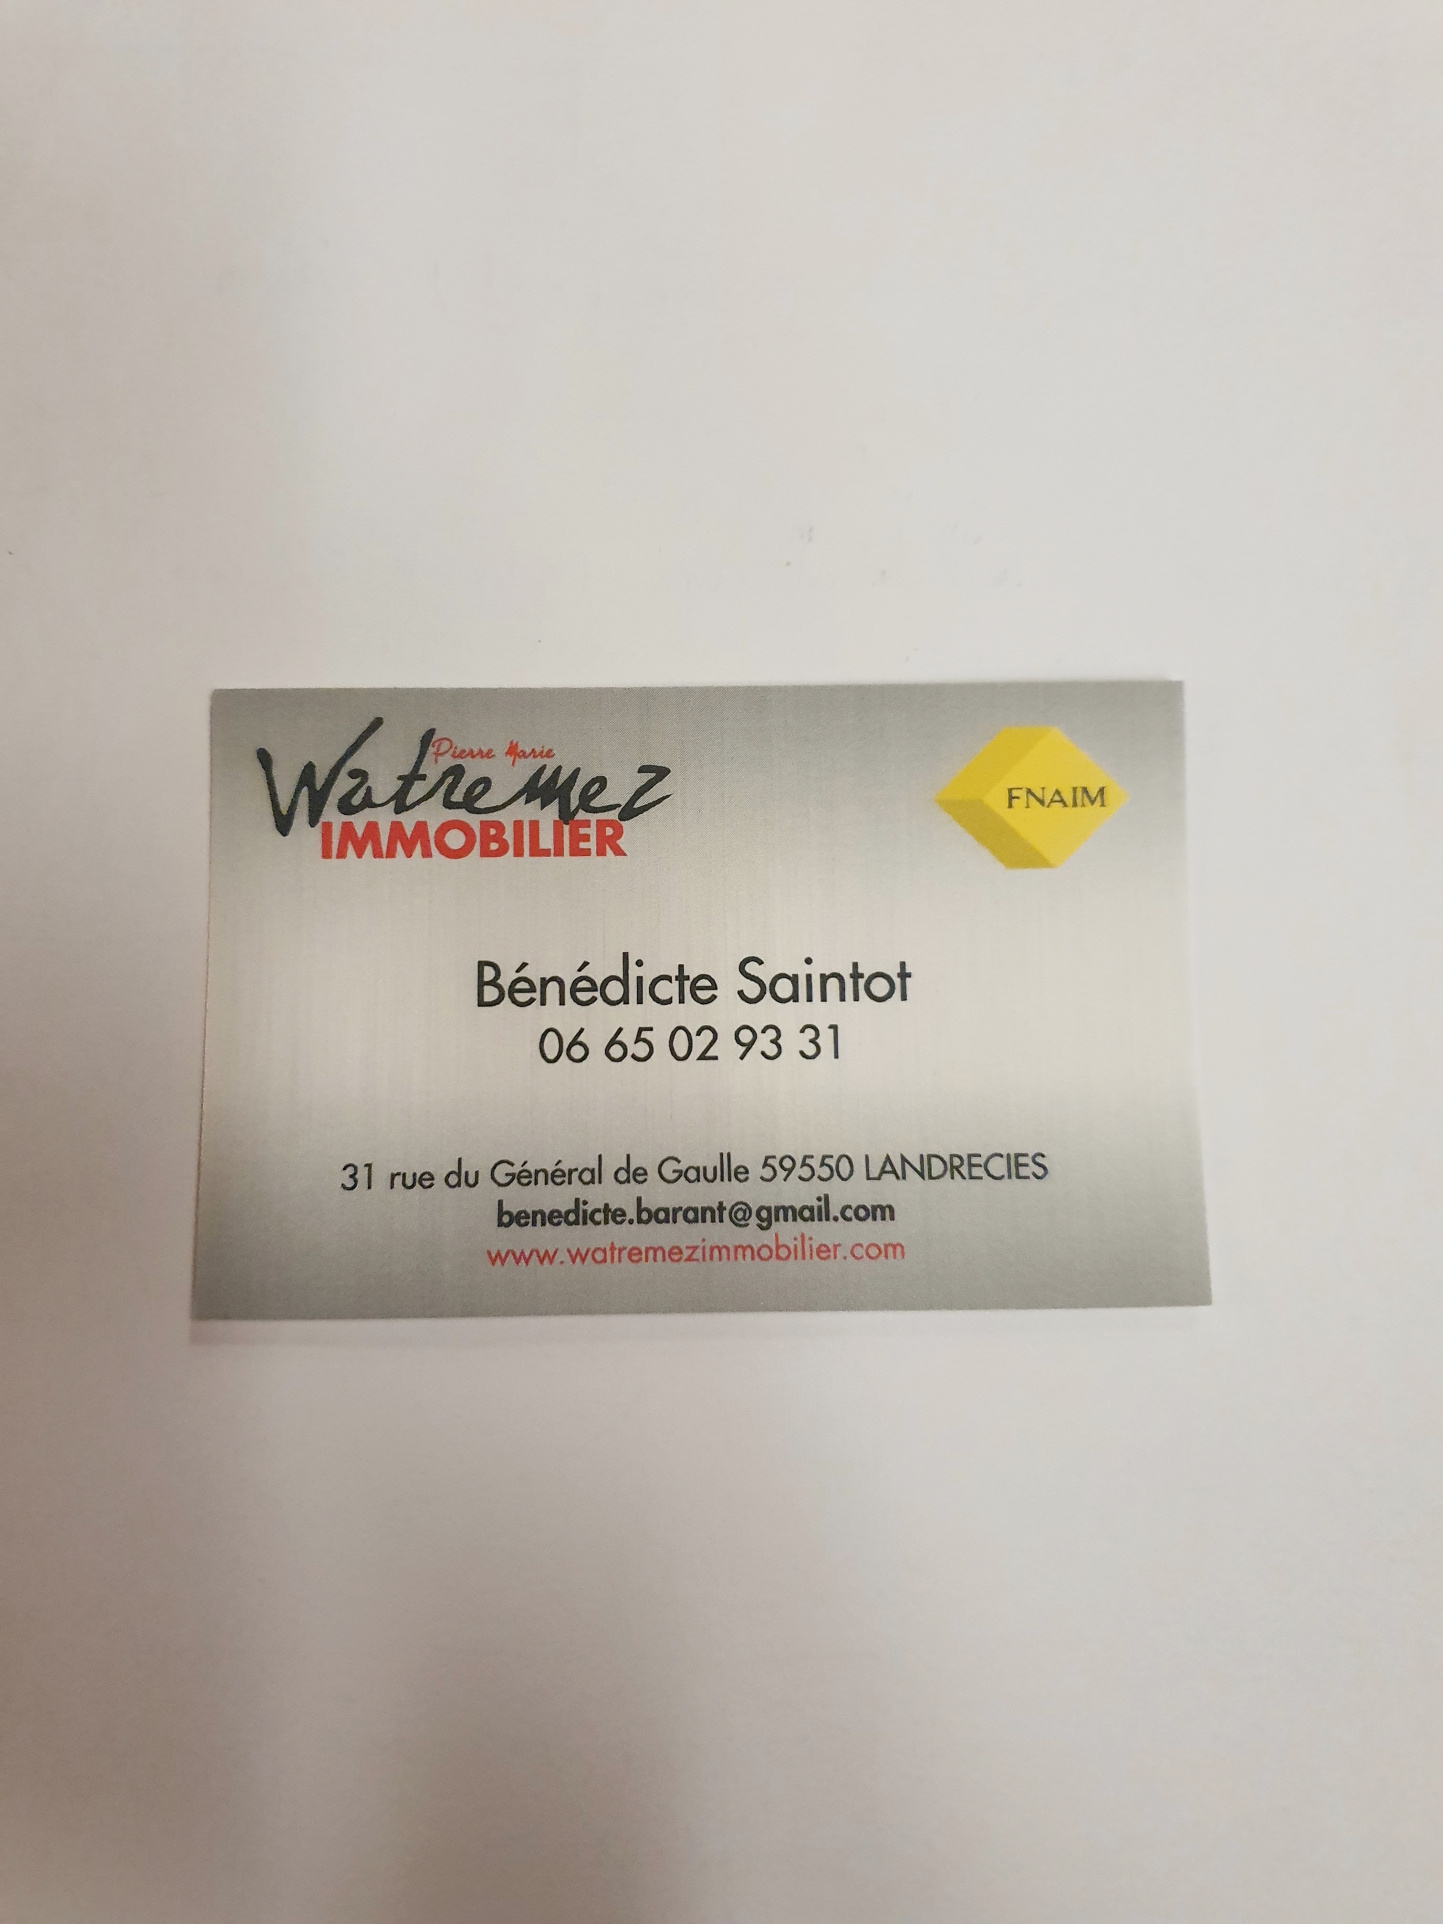 Pierre Marie
Watremez
IMMOBILIER
FNAIM
Bénédicte Saintot
06 65 02 93 31
31 rue du Général de Gaulle 59550 LANDRECIES
benedicte.barant@gmail.com
www.watremezimmobilier.com